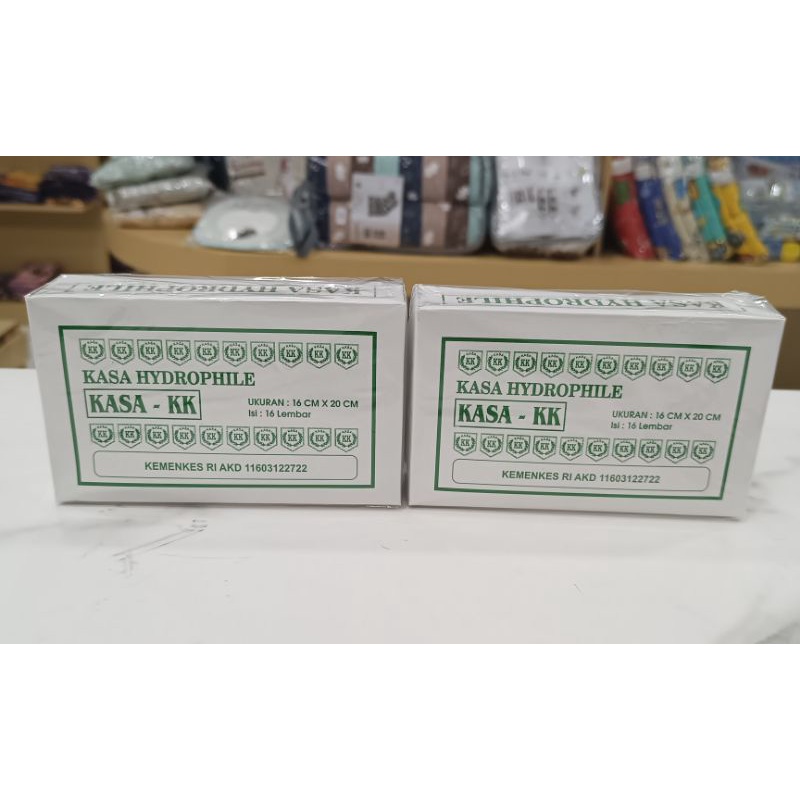 KASA HYDROPHILE
KASA HYDROPHILE
KASA - KK
UKURAN : 16 CM X 20 CM
Isi : 16 Lembar
KEMENKES RI AKD 11603122722
KASA HYDROPHILE
KASA HYDROPHILE
KASA - KK
UKURAN : 16 CM X 20 CM
Isi : 16 Lembar
KEMENKES RI AKD 11603122722